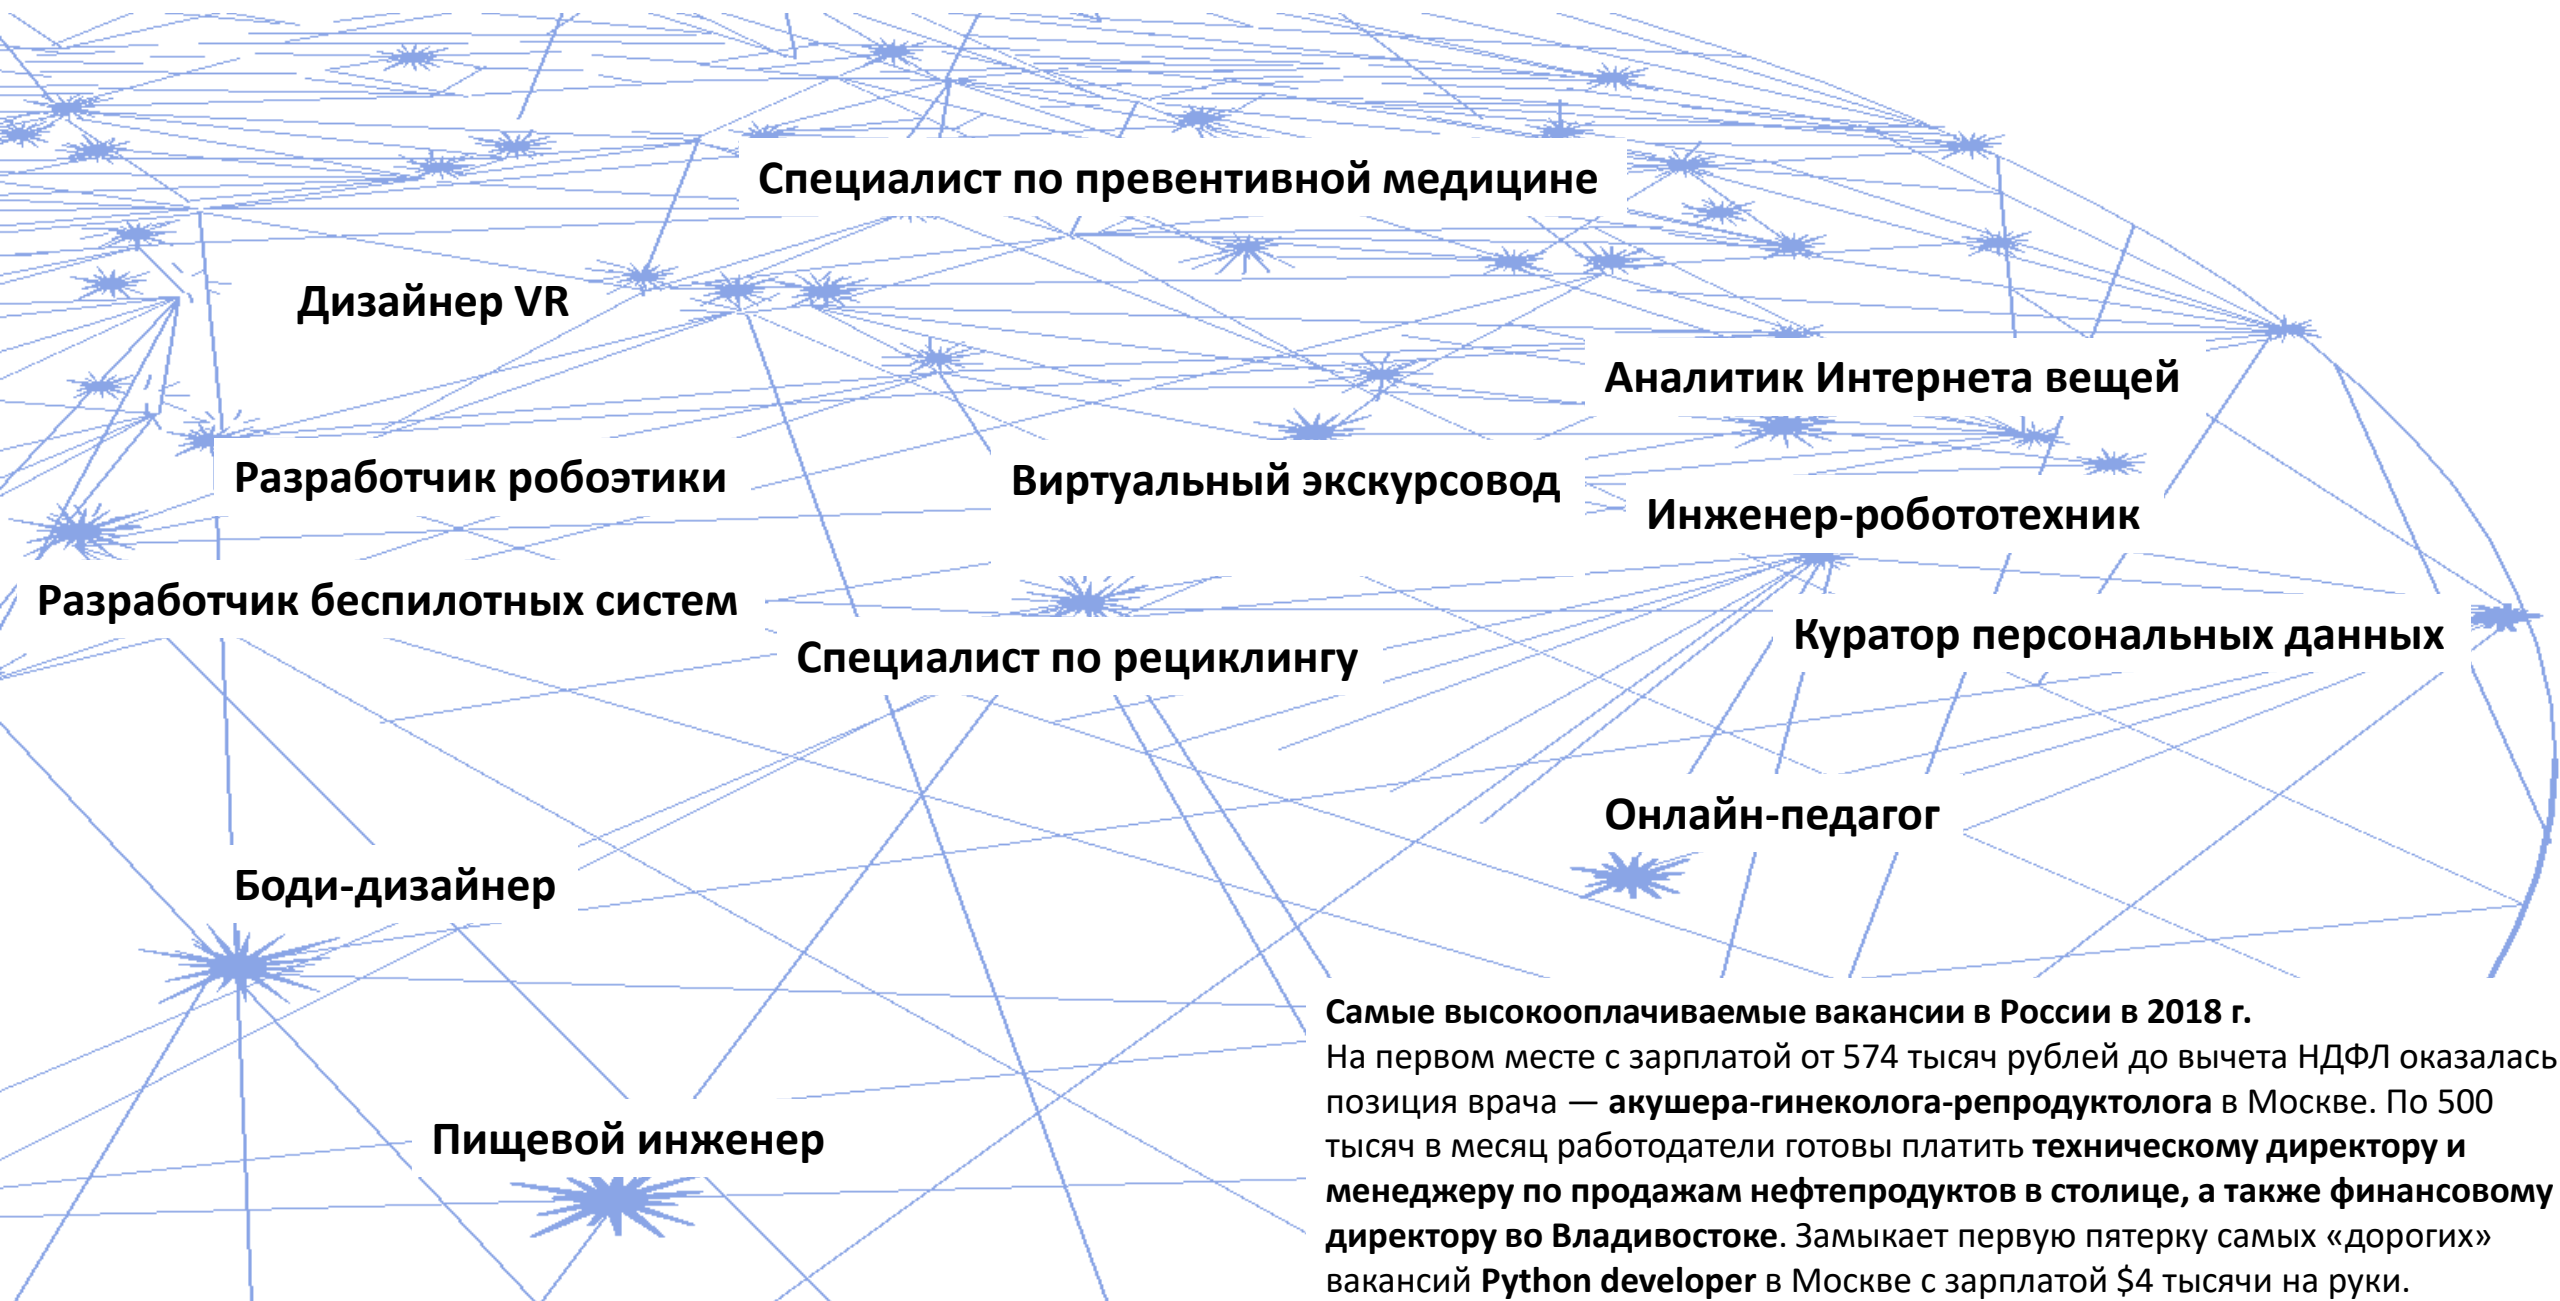 Специалист по превентивной медицине
Дизайнер VR
Аналитик Интернета вещей
Разработчик робоэтики
Виртуальный экскурсовод
Инженер-робототехник
Разработчик беспилотных систем
Куратор персональных данных
Специалист по рециклингу
Онлайн-педагог
Боди-дизайнер
Пищевой инженер
Самые высокооплачиваемые вакансии в России в 2018 г.
На первом месте с зарплатой от 574 тысяч рублей до вычета НДФЛ оказалась
позиция врача — акушера-гинеколога-репродуктолога в Москве. По 500
тысяч в месяц работодатели готовы платить техническому директору и
менеджеру по продажам нефтепродуктов в столице, а также финансовому
директору во Владивостоке. Замыкает первую пятерку самых «дорогих»
вакансий Python developer в Москве с зарплатой $4 тысячи на руки.